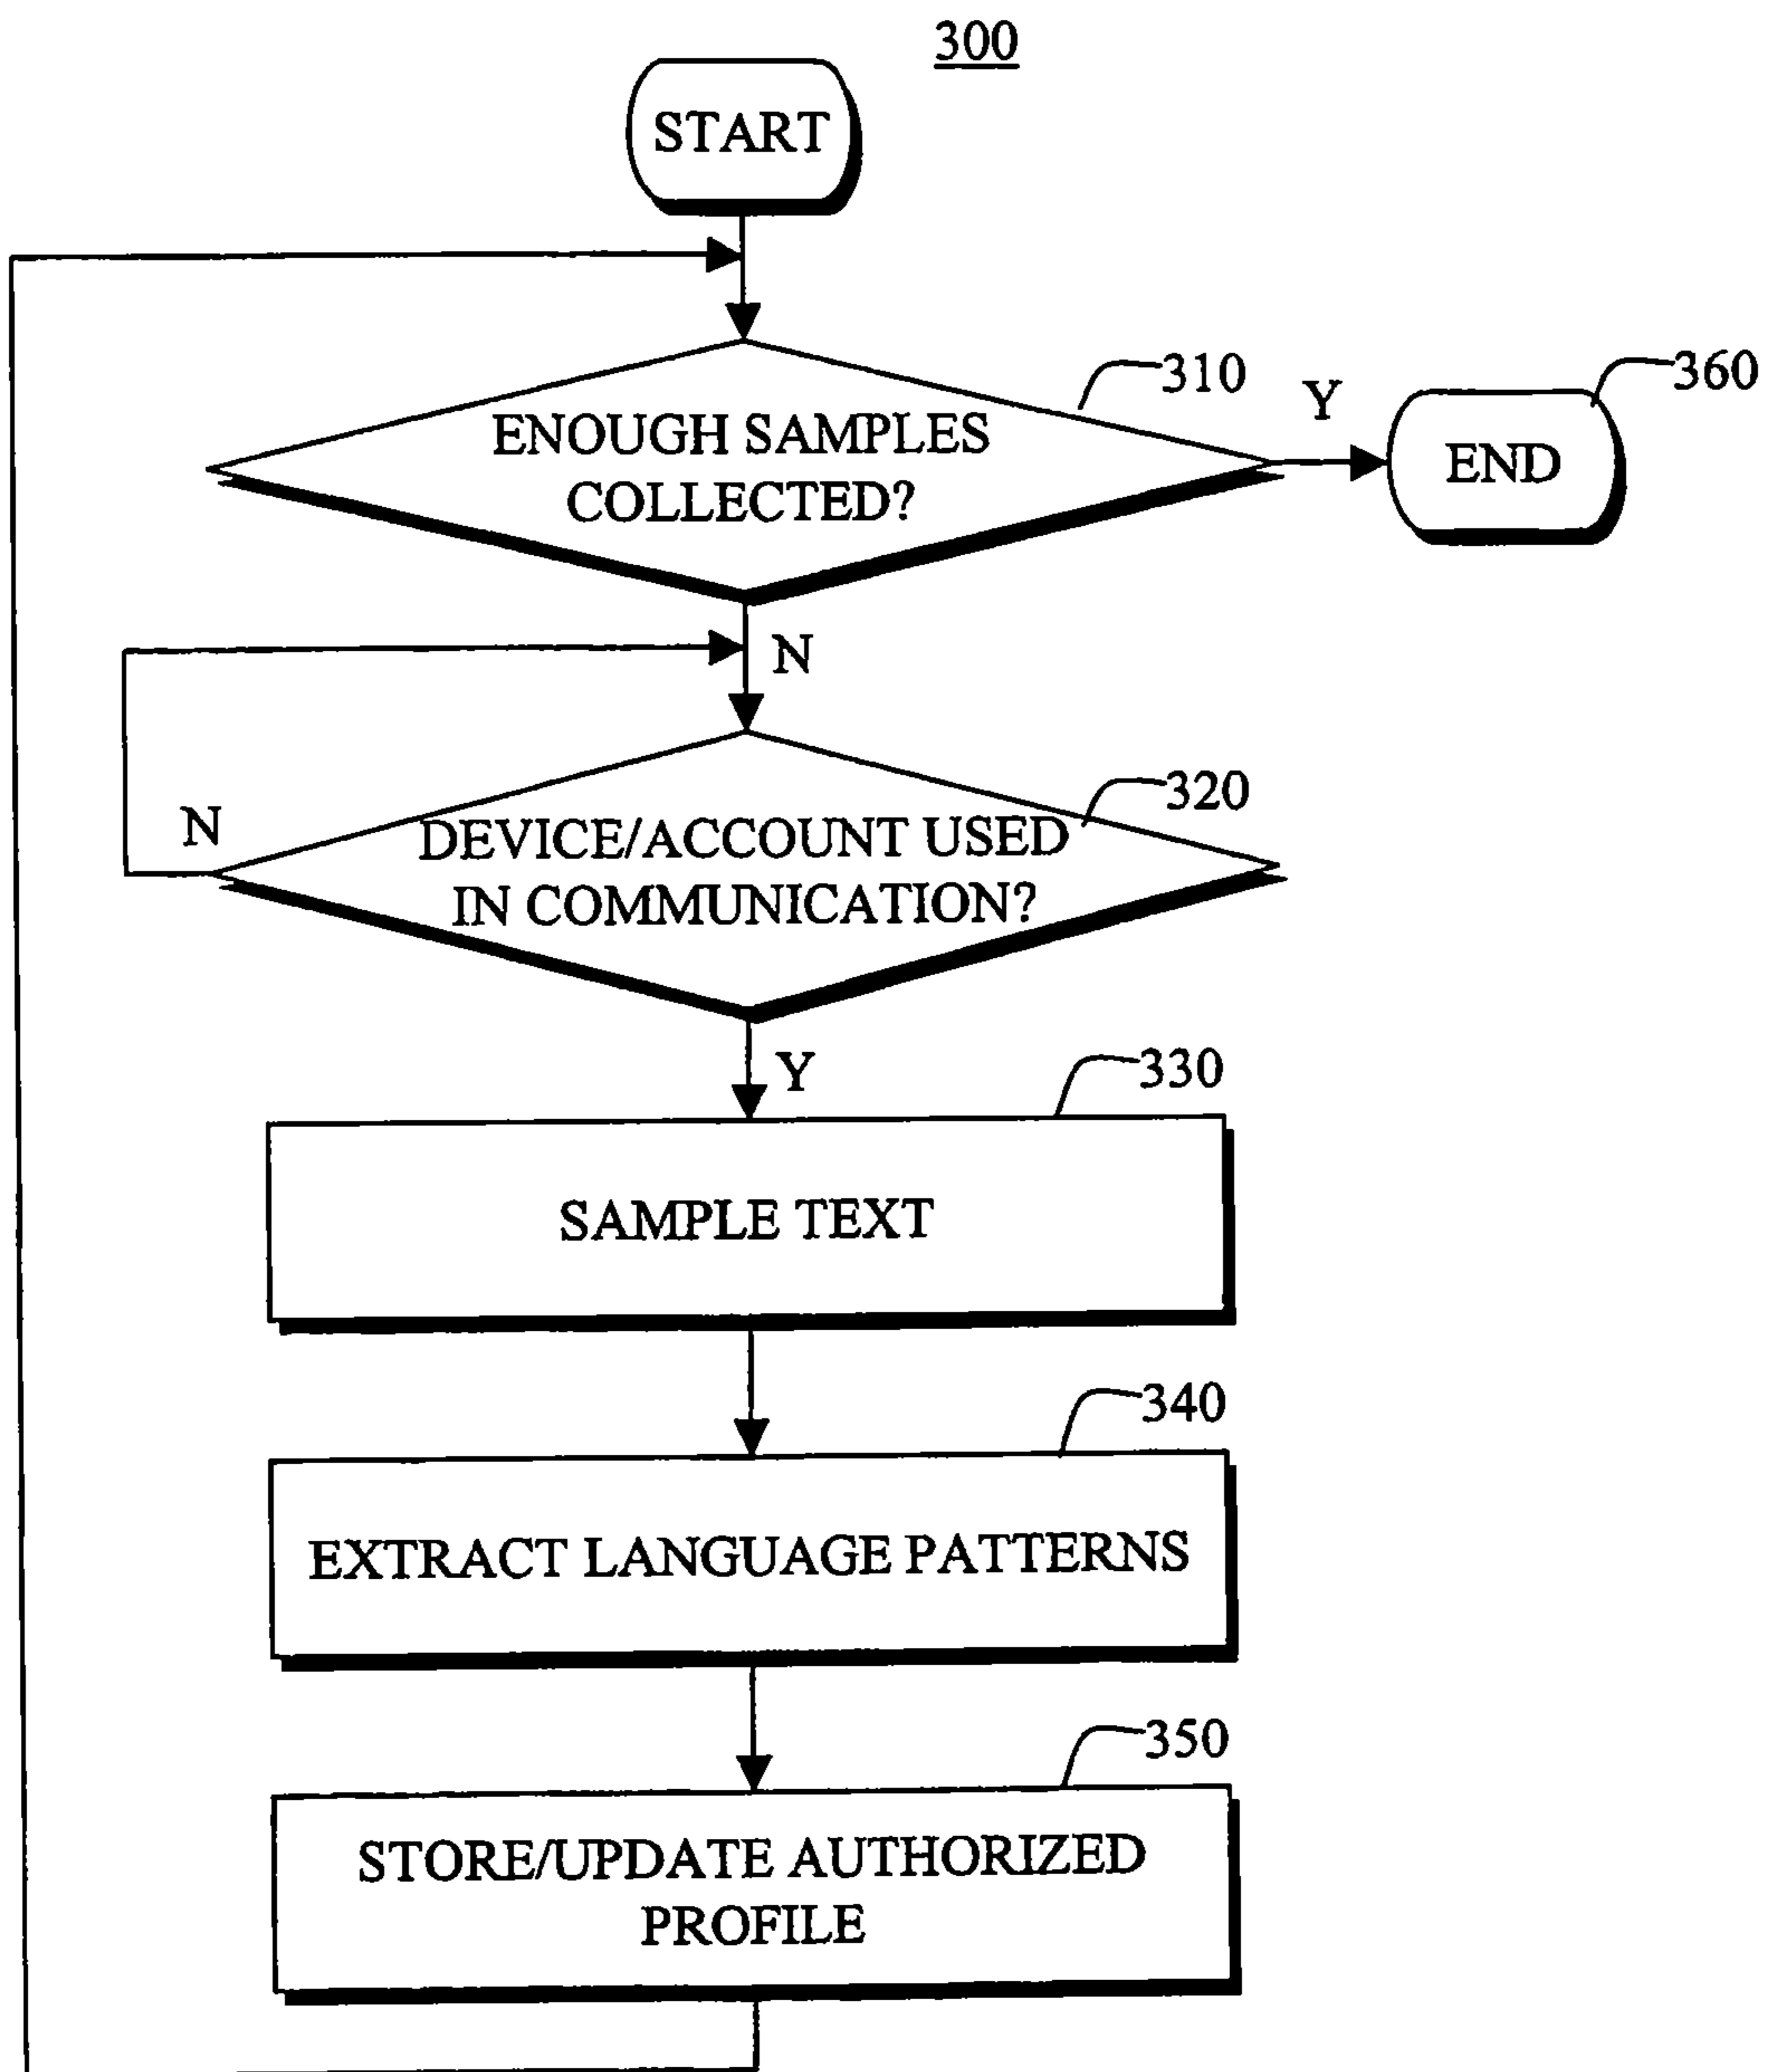 300
START
310
ENOUGH SAMPLES
COLLECTED?
Y
360
END
N
320
N
DEVICE/ACCOUNT USED
IN COMMUNICATION?
Y
330
SAMPLE TEXT
340
EXTRACT LANGUAGE PATTERNS
350
STORE/UPDATE AUTHORIZED
PROFILE